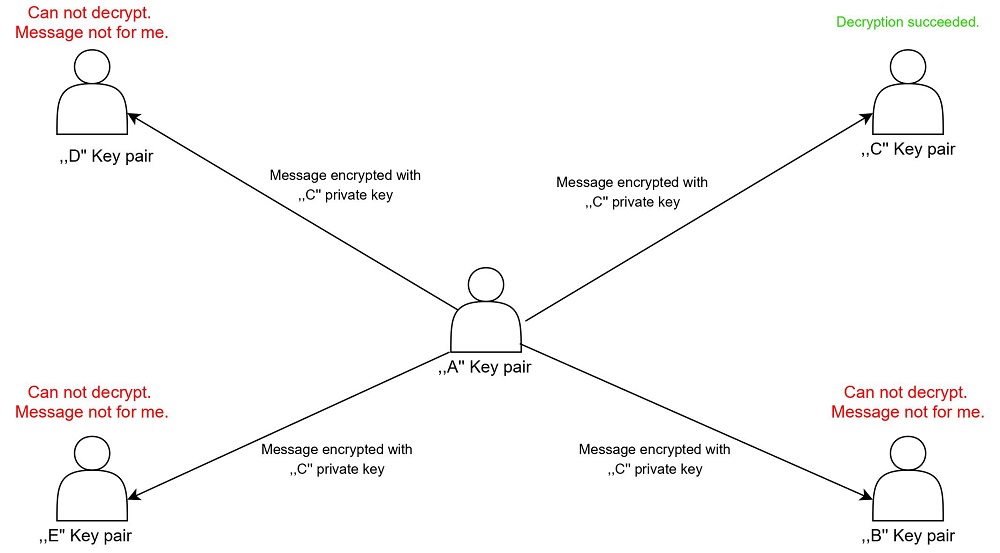 Can not decrypt.
Message not for me.
,,D" Key pair
Decryption succeeded.
,,C" Key pair
Message encrypted with
,,C" private key
Message encrypted with
,,C" private key
,,A" Key pair
Can not decrypt.
Message not for me.
,,E" Key pair
Message encrypted with
,,C" private key
Message encrypted with
,,C" private key
Can not decrypt.
Message not for me.
,,B" Key pair